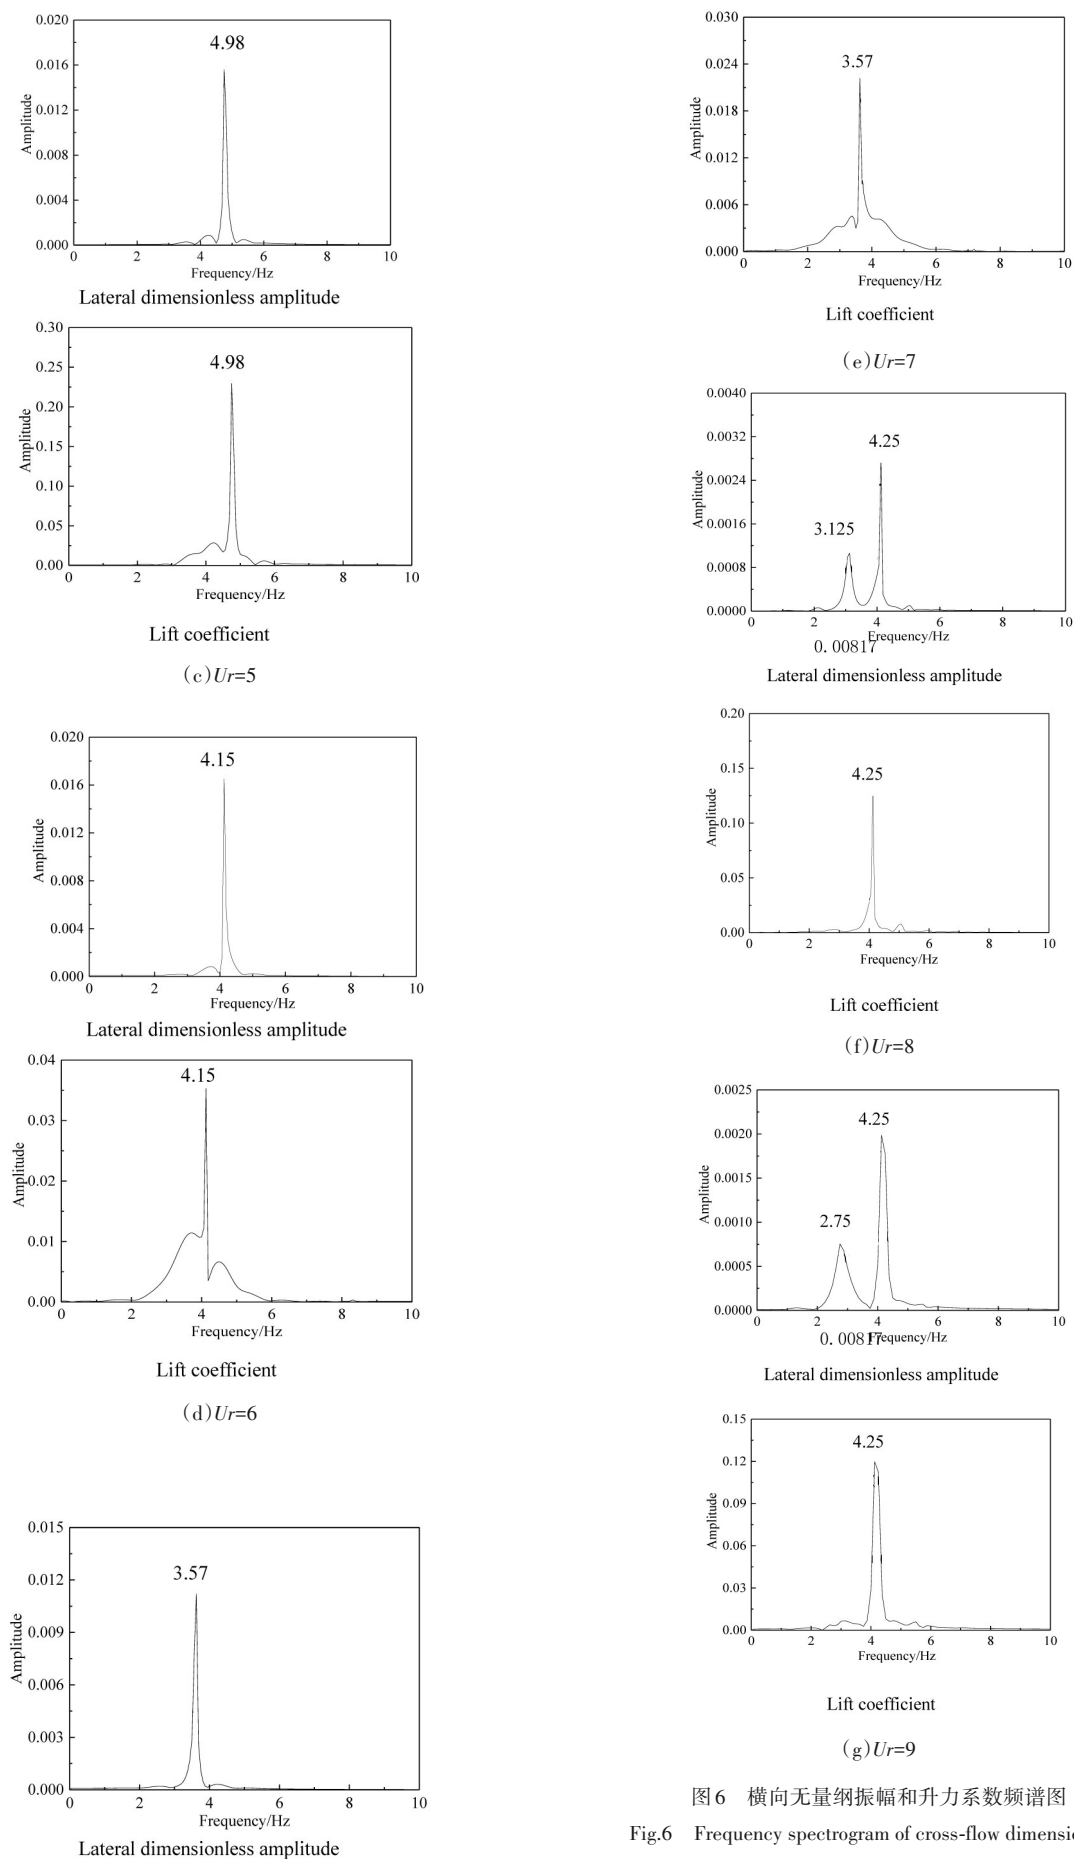 0.020
0.016
0.012
0.008
0.004
0.000
4.98
Amplitude
0 2 4 6 8 10
Frequency/Hz
Lateral dimensionless amplitude
0.30
0.25
0.20
0.15
0.10
0.05
0.00
4.98
Amplitude
0 2 4 6 8 10
Frequency/Hz
Lift coefficient
(c)Ur=5
0.020
0.016
0.012
0.008
0.004
0.000
4.15
Amplitude
0 2 4 6 8 10
Frequency/Hz
Lateral dimensionless amplitude
0.04
0.03
0.02
0.01
0.00
4.15
Amplitude
0 2 4 6 8 10
Frequency/Hz
Lift coefficient
(d)Ur=6
0.015
0.012
0.009
0.006
0.003
0.000
3.57
Amplitude
0 2 4 6 8 10
Frequency/Hz
Lateral dimensionless amplitude
0.030
0.024
0.018
0.012
0.006
0.000
3.57
Amplitude
0 2 4 6 8 10
Frequency/Hz
Lift coefficient
(e)Ur=7
0.0040
0.0032
0.0024
0.0016
0.0008
0.0000
4.25
3.125
Amplitude
2 4 6 8 10
Frequency/Hz
0.00817
Lateral dimensionless amplitude
0.20
0.15
0.10
0.05
0.00
4.25
Amplitude
0 2 4 6 8 10
Frequency/Hz
Lift coefficient
(f)Ur=8
0.0025
0.0020
0.0015
0.0010
0.0005
0.0000
4.25
2.75
Amplitude
0 2 4 6 8 10
Frequency/Hz
0.00817
Lateral dimensionless amplitude
0.15
0.12
0.09
0.06
0.03
0.00
4.25
Amplitude
0 2 4 6 8 10
Frequency/Hz
Lift coefficient
(g)Ur=9
图6 横向无量纲振幅和升力系数频谱图
Fig.6 Frequency spectrogram of cross-flow dimensio